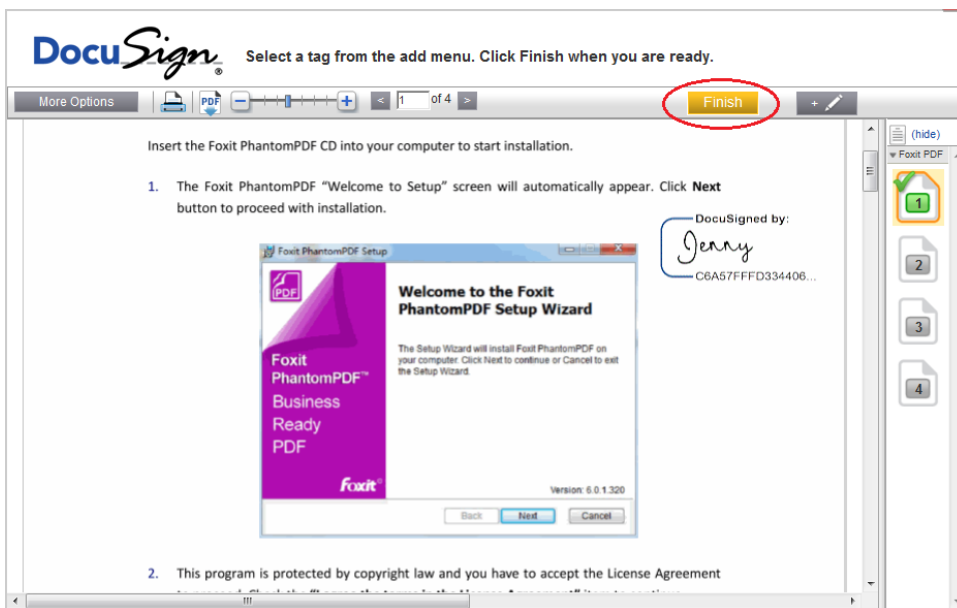 DocuSign® Select a tag from the add menu. Click Finish when you are ready.
More Options PDF 1 of 4 Finish +
(hide)
Foxit PDF
1
2
3
4
Insert the Foxit PhantomPDF CD into your computer to start installation.
1. The Foxit PhantomPDF “Welcome to Setup” screen will automatically appear. Click Next
button to proceed with installation.
DocuSigned by:
Jenny
C6A57FFFD334406...
Foxit PhantomPDF Setup
PDF
Welcome to the Foxit
PhantomPDF Setup Wizard
The Setup Wizard will install Foxit PhantomPDF on
your computer. Click Next to continue or Cancel to exit
the Setup Wizard.
Foxit
PhantomPDF™
Business
Ready
PDF
foxit®
Version: 6.0.1.320
Back Next Cancel
2. This program is protected by copyright law and you have to accept the License Agreement